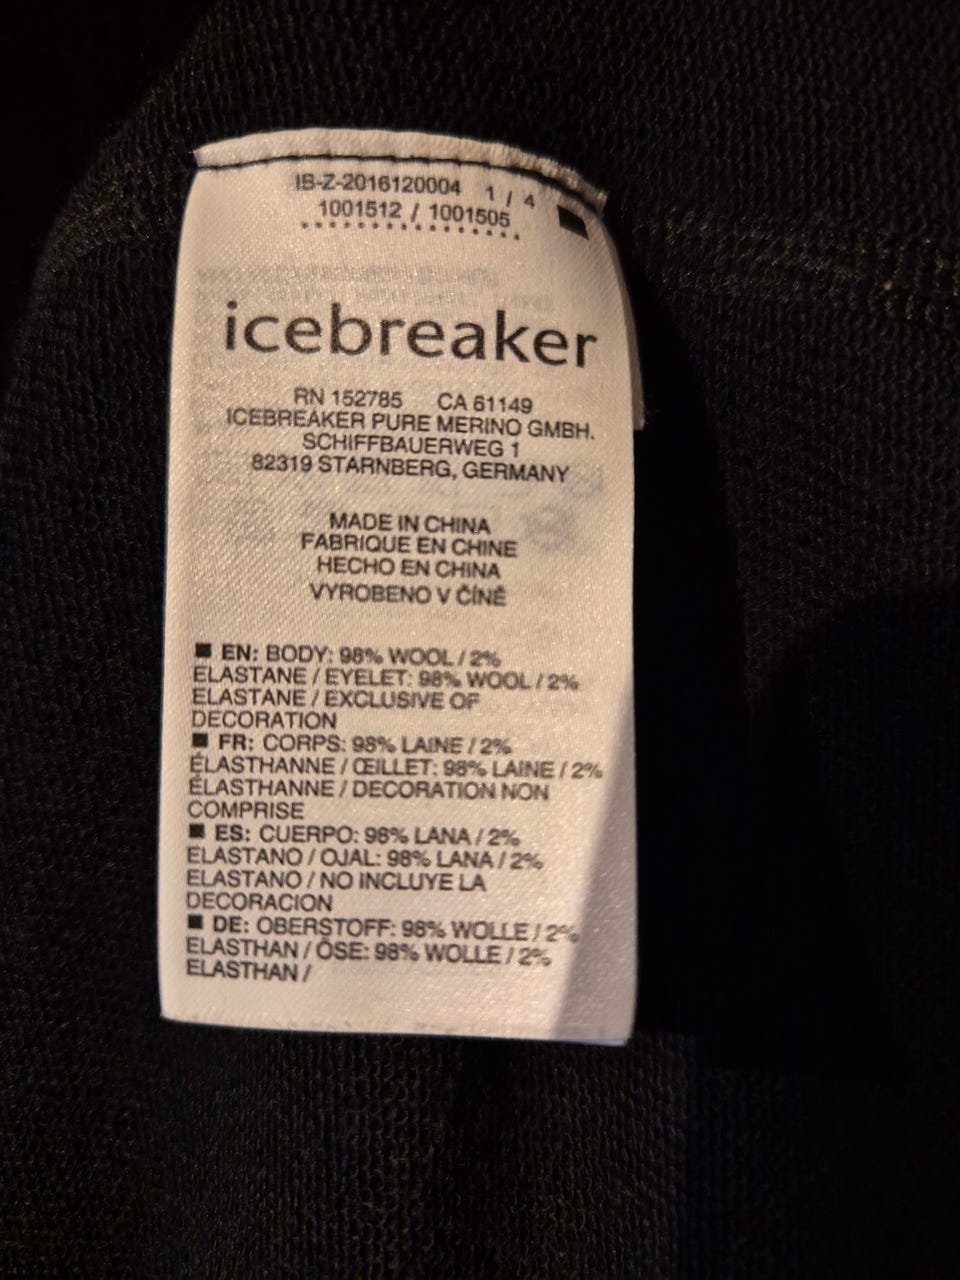 IB-Z-2016120004 1 / 4
1001512 / 1001505
icebreaker
RN 152785 CA 61149
ICEBREAKER PURE MERINO GMBH.
SCHIFFBAUERWEG 1
82319 STARNBERG, GERMANY
MADE IN CHINA
FABRIQUE EN CHINE
HECHO EN CHINA
VYROBENO V ČÍNĚ
■ EN: BODY: 98% WOOL / 2%
ELASTANE / EYELET: 98% WOOL / 2%
ELASTANE / EXCLUSIVE OF
DECORATION
■ FR: CORPS: 98% LAINE / 2%
ÉLASTHANNE / ŒILLET: 98% LAINE / 2%
ÉLASTHANNE / DECORATION NON
COMPRISE
■ ES: CUERPO: 98% LANA / 2%
ELASTANO / OJAL: 98% LANA / 2%
ELASTANO / NO INCLUYE LA
DECORACION
■ DE: OBERSTOFF: 98% WOLLE / 2%
ELASTHAN / ÖSE: 98% WOLLE / 2%
ELASTHAN /